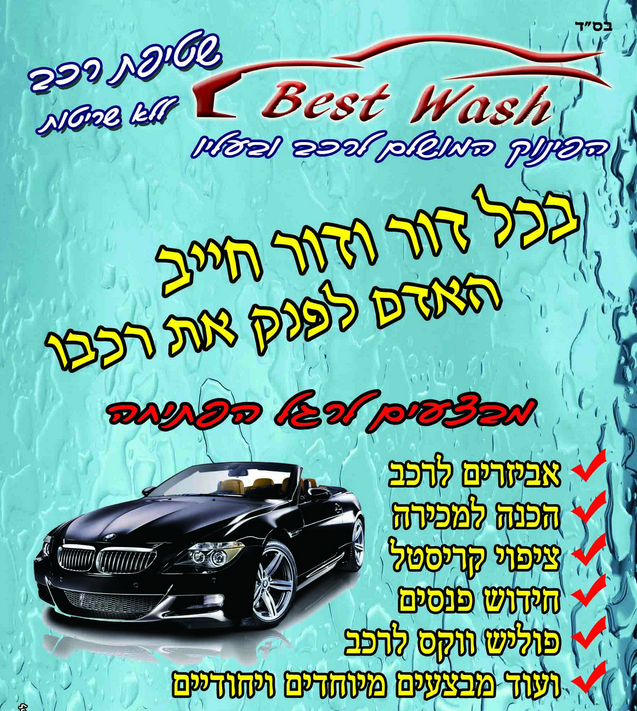 בס״ד
שטיפת רכב
ללא שריטות
Best Wash
הפינוק המושלם לרכב ובעליו
בכל דור ודור חייב
האדם לפנק את רכבו
מבצעים לרגל הפתיחה
אביזרים לרכב
הכנה למכירה
ציפוי קריסטל
חידוש פנסים
פוליש ווקס לרכב
ועוד מבצעים מיוחדים ויחודיים